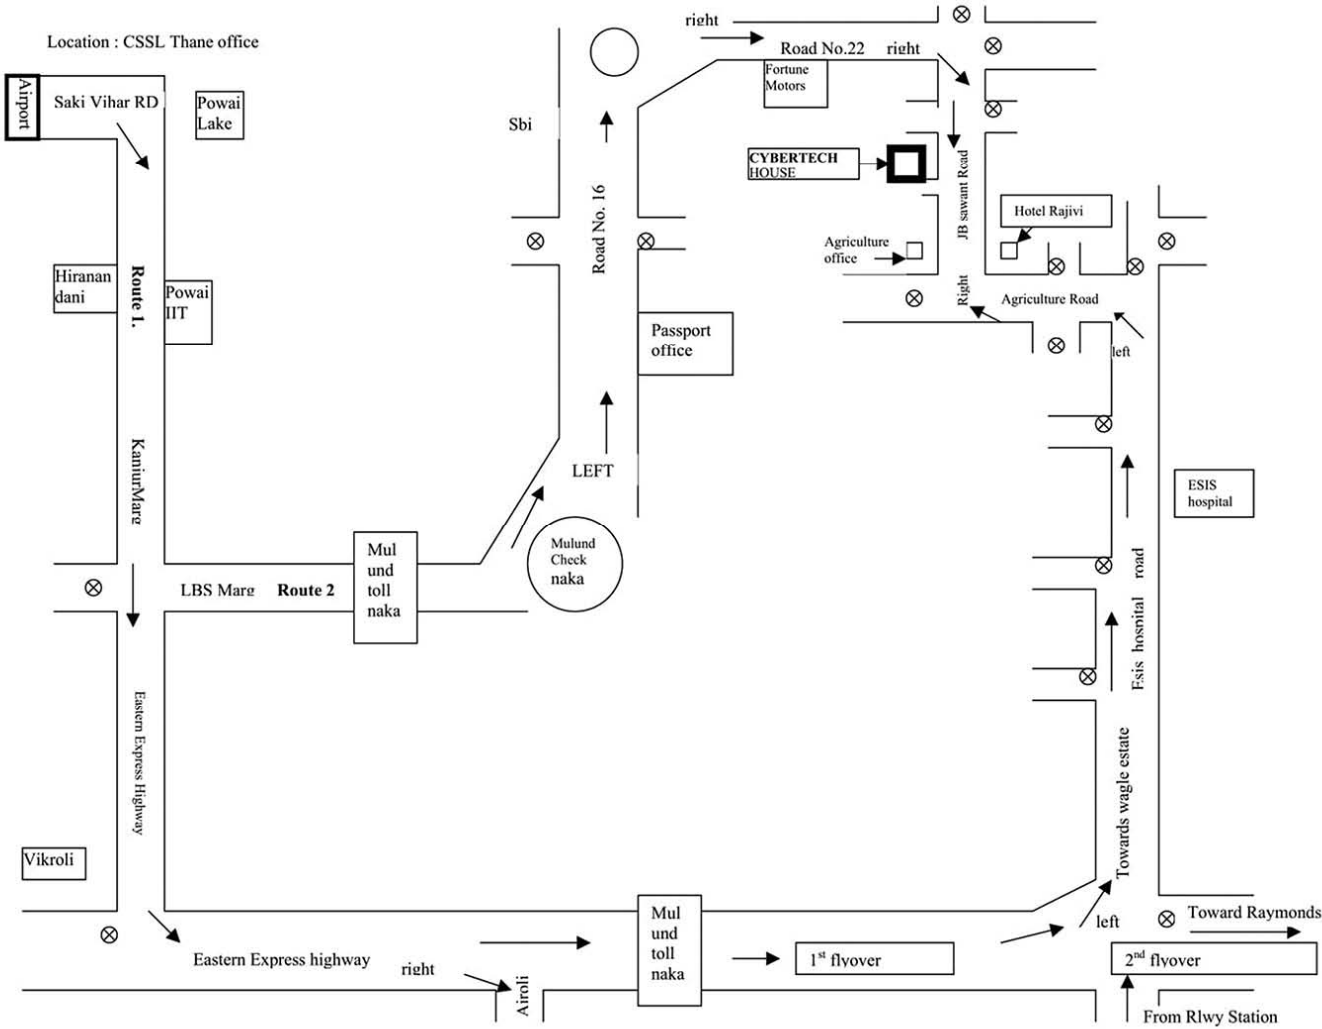 Location : CSSL Thane office
Airport
Saki Vihar RD
Powai
Lake
Hiranan
dani
Route 1.
Powai
IIT
KanjurMarg
LBS Marg
Route 2
Mul
und
toll
naka
Eastern Express Highway
Vikroli
Eastern Express highway
right
Airoli
Mul
und
toll
naka
1st flyover
left
Toward Raymonds
2nd flyover
From Rlwy Station
Towards wagle estate
Esis hospital road
ESIS
hospital
left
Agriculture Road
Right
Hotel Rajivi
JB sawant Road
Agriculture
office
CYBERTECH
HOUSE
right
Road No.22
right
Fortune
Motors
Sbi
Road No. 16
Passport
office
LEFT
Mulund
Check
naka